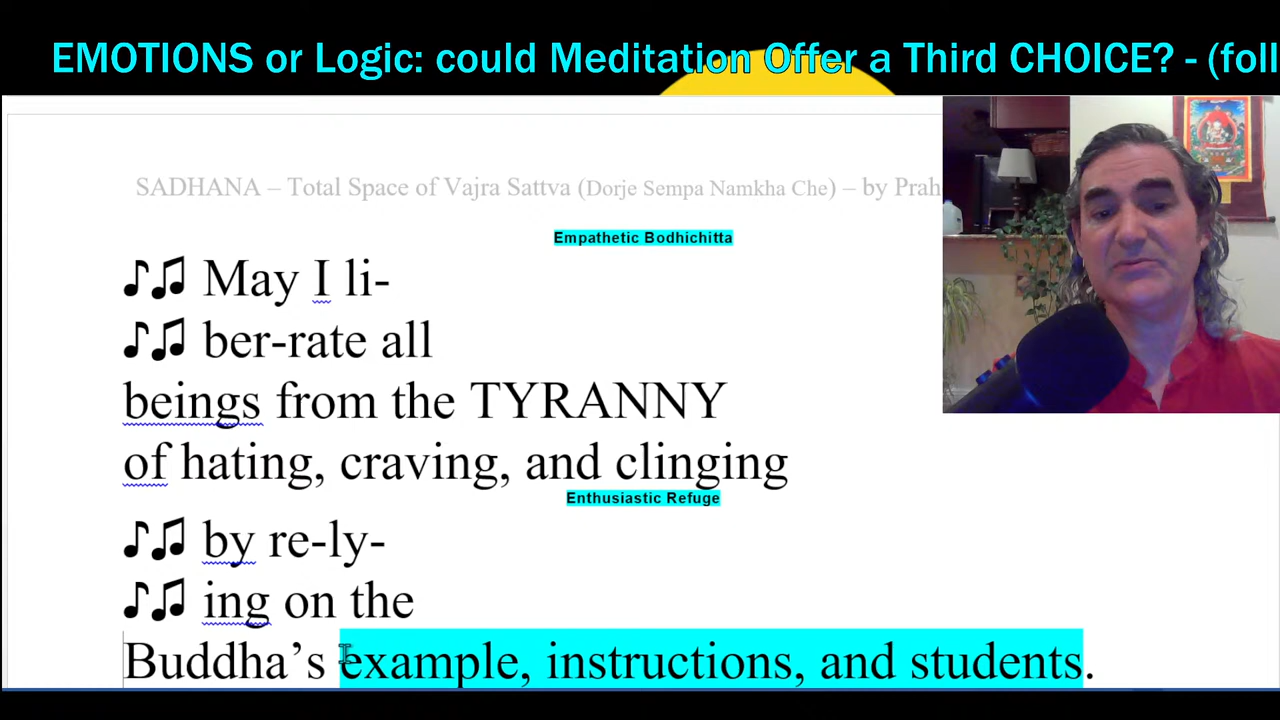 EMOTIONS or Logic: could Meditation Offer a Third CHOICE? - (foll
SADHANA – Total Space of Vajra Sattva (Dorje Sempa Namkha Che) – by Prah
Empathetic Bodhichitta
♪♫ May I li-
♪♫ ber-rate all
beings from the TYRANNY
of hating, craving, and clinging
Enthusiastic Refuge
♪♫ by re-ly-
♪♫ ing on the
Buddha’s example, instructions, and students.